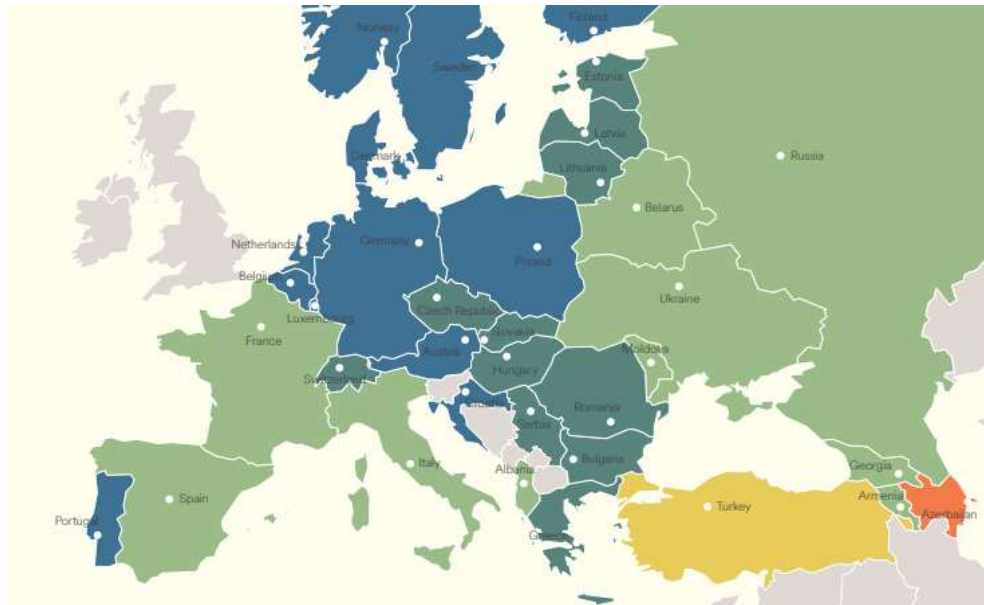 Finland
Norway
Sweden
Estonia
Latvia
Denmark
Russia
Lithuania
Belarus
Netherlands
Germany
Poland
Belgium
Ukraine
Czech Republic
Luxembourg
France
Slovakia
Austria
Moldova
Hungary
Switzerland
Croatia
Romania
Serbia
Bulgaria
Italy
Albania
Georgia
Spain
Armenia
Turkey
Azerbaijan
Portugal
Greece